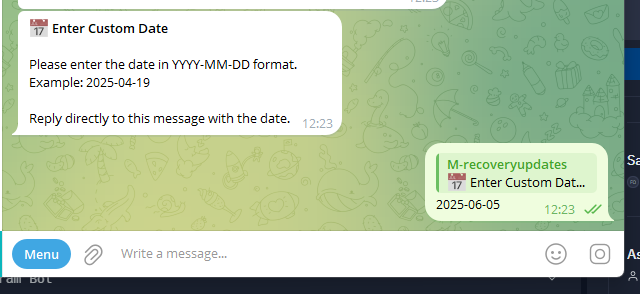 12:23
📅 Enter Custom Date
Please enter the date in YYYY-MM-DD format.
Example: 2025-04-19
Reply directly to this message with the date.
12:23
M-recoveryupdates
📅 Enter Custom Dat...
2025-06-05
12:23
Menu
Write a message...